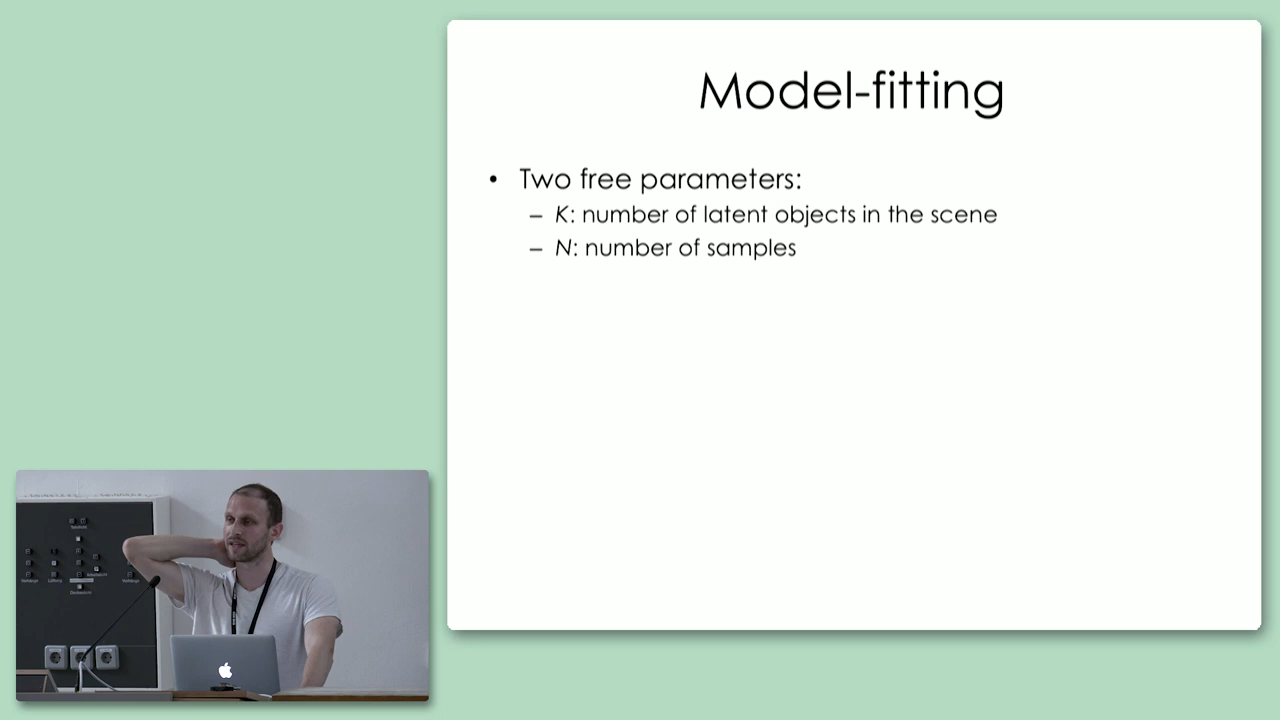 Model-fitting
• Two free parameters:
– K: number of latent objects in the scene
– N: number of samples